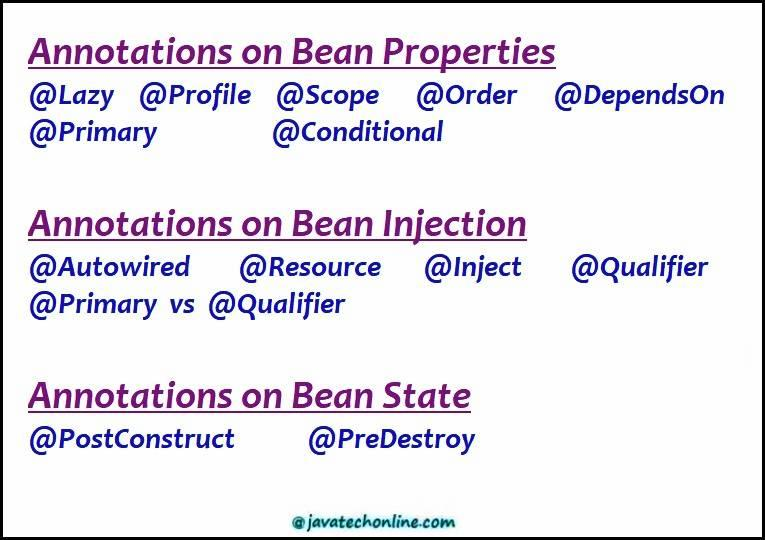 Annotations on Bean Properties
@Lazy @Profile @Scope @Order @DependsOn
@Primary @Conditional
Annotations on Bean Injection
@Autowired @Resource @Inject @Qualifier
@Primary vs @Qualifier
Annotations on Bean State
@PostConstruct @PreDestroy
@javatechonline.com